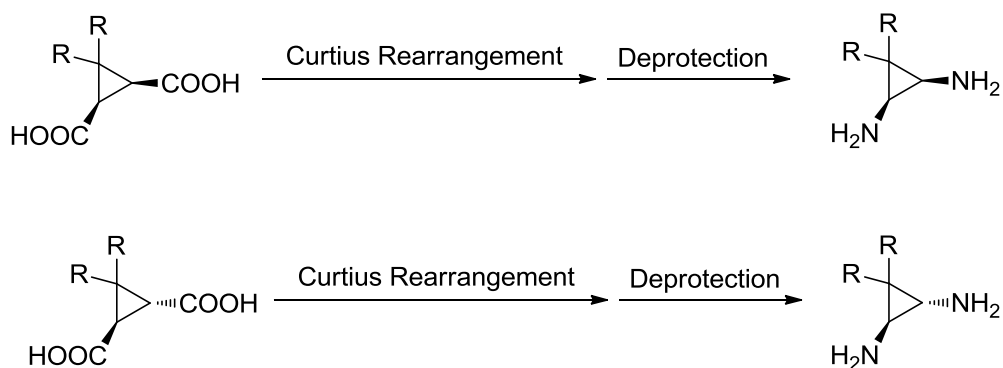 R
R
Curtius Rearrangement
Deprotection
COOH
HOOC
R
R
NH2
H2N
R
R
Curtius Rearrangement
Deprotection
COOH
HOOC
R
R
NH2
H2N